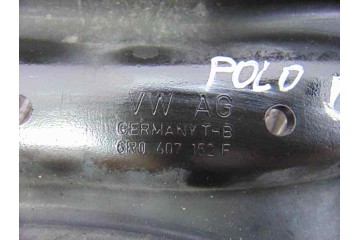 POLO
VW AG
GERMANY T-B
6R0 407 152 F